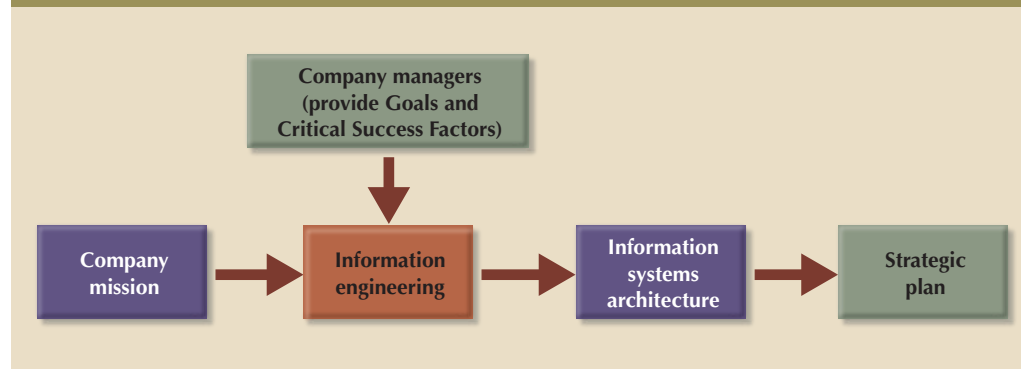 Company managers
(provide Goals and
Critical Success Factors)
Company
mission
Information
engineering
Information
systems
architecture
Strategic
plan